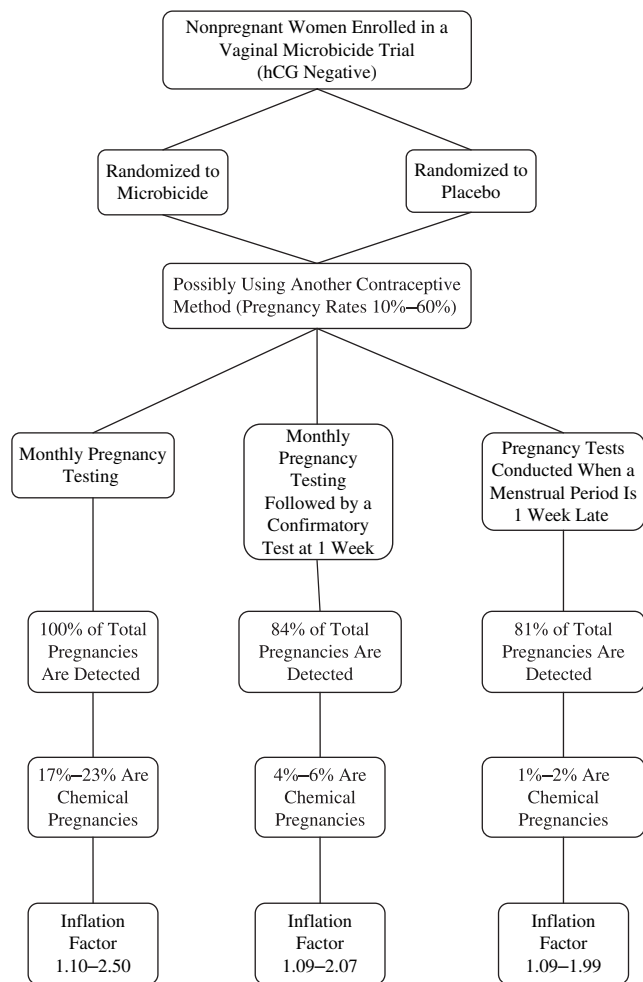 Nonpregnant Women Enrolled in a
Vaginal Microbicide Trial
(hCG Negative)
Randomized to
Microbicide
Randomized to
Placebo
Possibly Using Another Contraceptive
Method (Pregnancy Rates 10%–60%)
Monthly Pregnancy
Testing
Monthly
Pregnancy
Testing
Followed by a
Confirmatory
Test at 1 Week
Pregnancy Tests
Conducted When a
Menstrual Period Is
1 Week Late
100% of Total
Pregnancies
Are Detected
84% of Total
Pregnancies Are
Detected
81% of Total
Pregnancies Are
Detected
17%–23% Are
Chemical
Pregnancies
4%–6% Are
Chemical
Pregnancies
1%–2% Are
Chemical
Pregnancies
Inflation
Factor
1.10–2.50
Inflation
Factor
1.09–2.07
Inflation
Factor
1.09–1.99